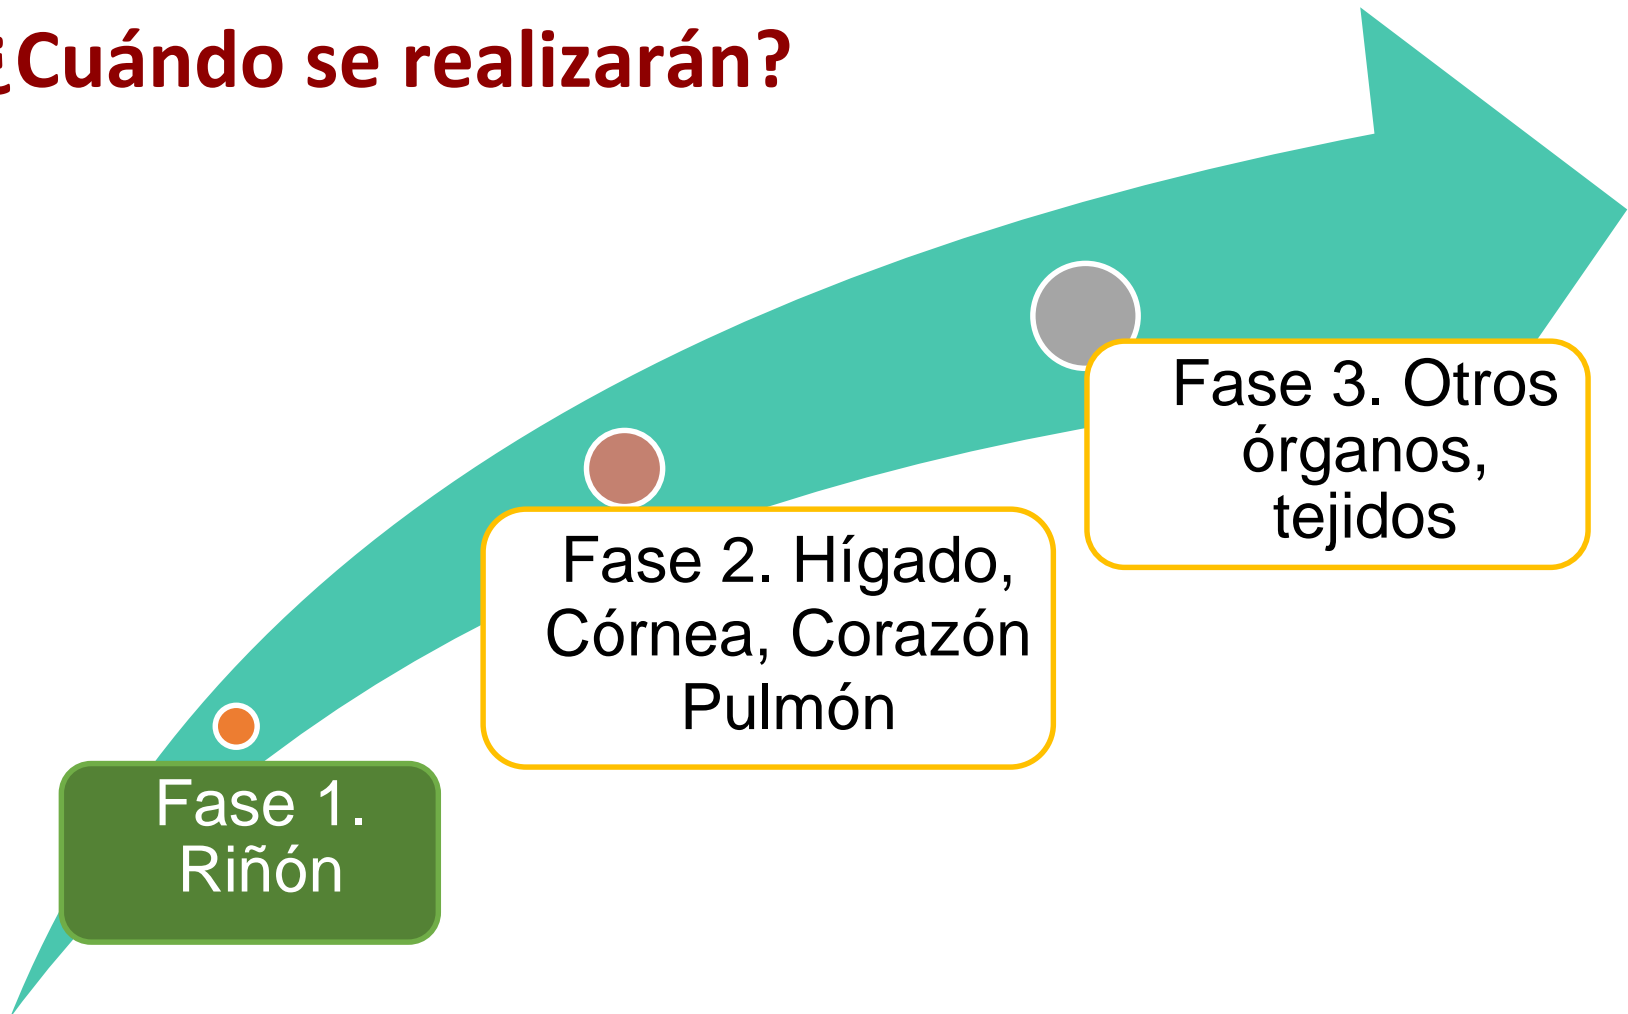 ¿Cuándo se realizarán?
Fase 1.
Riñón
Fase 2. Hígado,
Córnea, Corazón
Pulmón
Fase 3. Otros
órganos,
tejidos